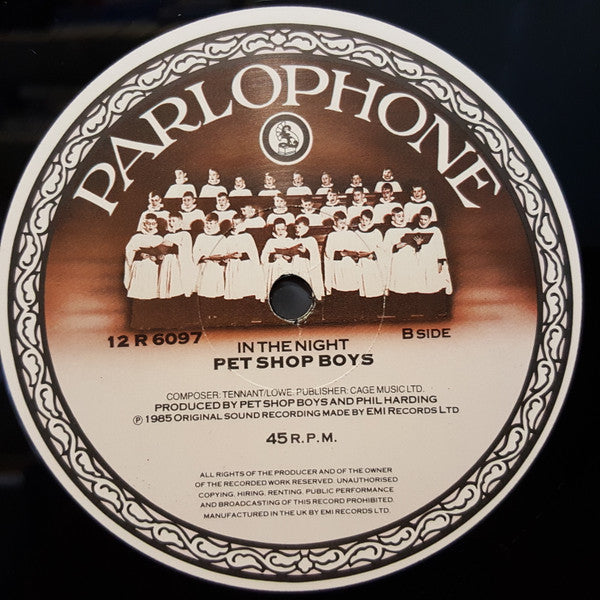 PARLOPHONE
12 R 6097
IN THE NIGHT
B SIDE
PET SHOP BOYS
COMPOSER: TENNANT/LOWE. PUBLISHER: CAGE MUSIC LTD.
PRODUCED BY PET SHOP BOYS AND PHIL HARDING
℗ 1985 ORIGINAL SOUND RECORDING MADE BY EMI RECORDS LTD
45 R.P.M.
ALL RIGHTS OF THE PRODUCER AND OF THE OWNER
OF THE RECORDED WORK RESERVED. UNAUTHORISED
COPYING, HIRING, RENTING, PUBLIC PERFORMANCE
AND BROADCASTING OF THIS RECORD PROHIBITED.
MANUFACTURED IN THE UK BY EMI RECORDS LTD.